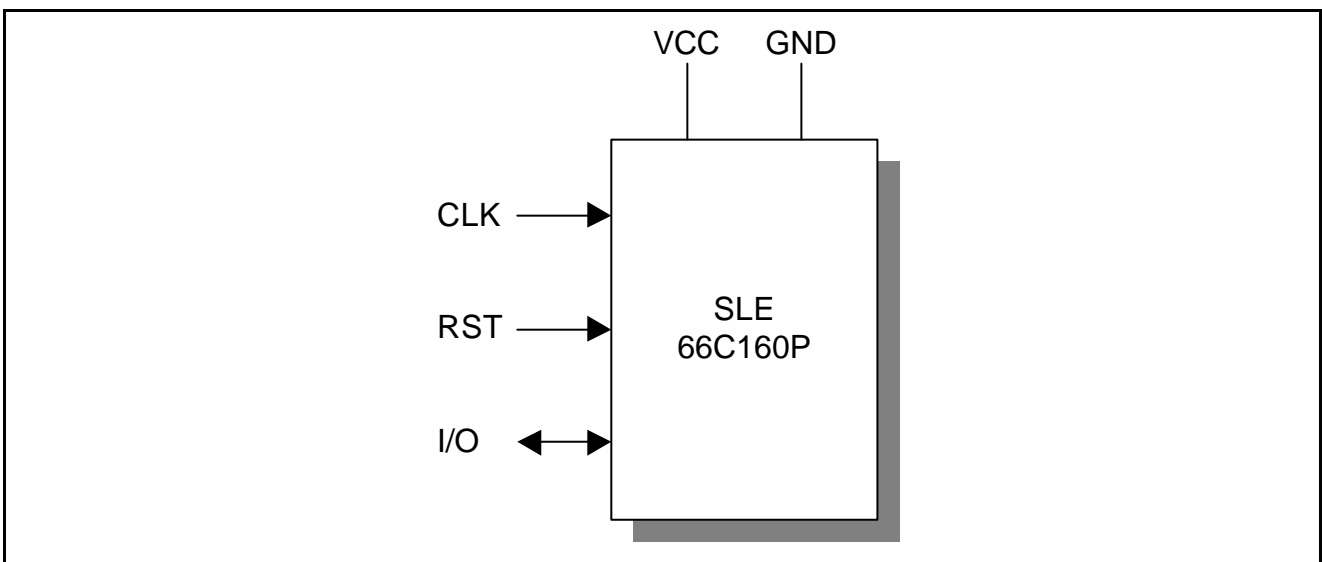 VCC GND
CLK
RST
SLE
66C160P
I/O